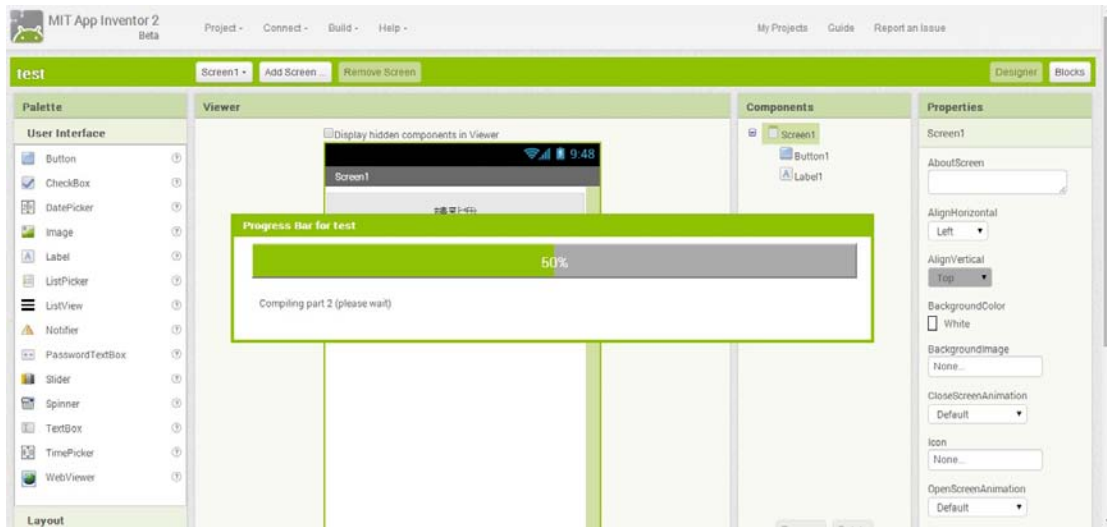 MIT App Inventor 2
Beta
Project
Connect
Build
Help
My Projects
Guide
Report an Issue
test
Screen1
Add Screen ...
Remove Screen
Designer
Blocks
Palette
User Interface
Button
CheckBox
DatePicker
Image
Label
ListPicker
ListView
Notifier
PasswordTextBox
Slider
Spinner
TextBox
TimePicker
WebViewer
Layout
Viewer
Display hidden components in Viewer
9:48
Screen1
Progress Bar for test
50%
Compiling part 2 (please wait)
Components
Screen1
Button1
Label1
Properties
Screen1
AboutScreen
AlignHorizontal
Left
AlignVertical
Top
BackgroundColor
White
BackgroundImage
None...
CloseScreenAnimation
Default
Icon
None...
OpenScreenAnimation
Default